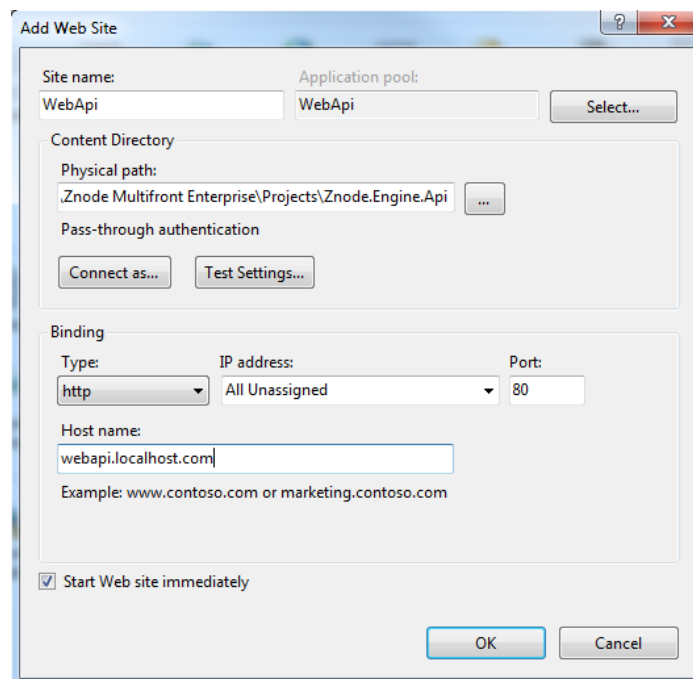 Add Web Site
Site name:
Application pool:
WebApi
WebApi
Select...
Content Directory
Physical path:
.Znode Multifront Enterprise\Projects\Znode.Engine.Api
...
Pass-through authentication
Connect as...
Test Settings...
Binding
Type:
IP address:
Port:
http
All Unassigned
80
Host name:
webapi.localhost.com
Example: www.contoso.com or marketing.contoso.com
Start Web site immediately
OK
Cancel